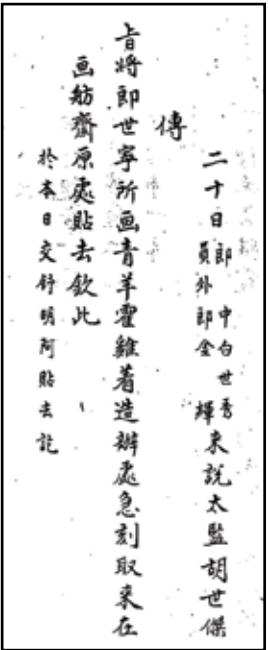 二十日郎中白世秀員外郎金輝來說太監胡世傑
傳
旨將郎世寧所画青羊霍雞着造辦處急刻取來在
画舫齋原處貼去欽此
於本日交舒明阿貼去訖